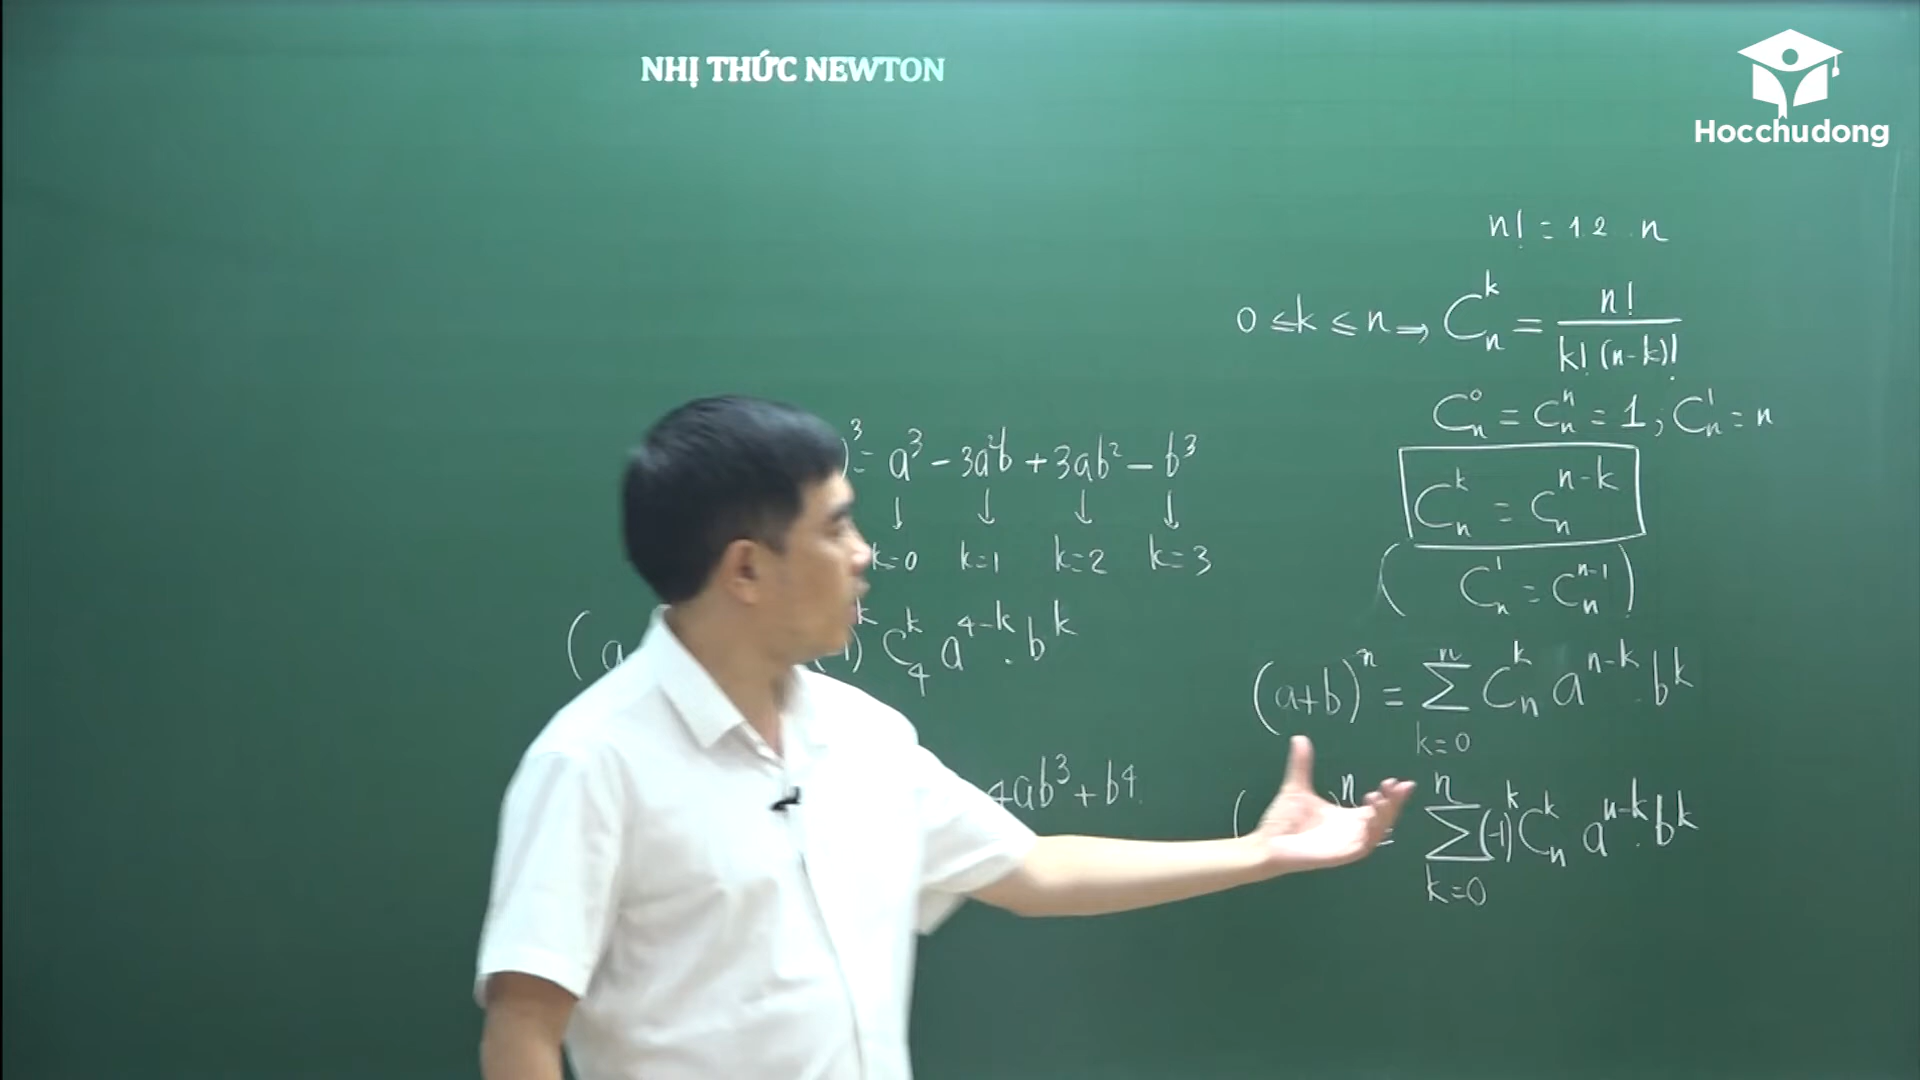 NHỊ THỨC NEWTON
Hocchudong
n! = 1.2 . n
0 ≤ k ≤ n → C_n^k = n! / k!(n-k)!
C_n^0 = C_n^n = 1 ; C_n^1 = n
C_n^k = C_n^{n-k}
( C_n^1 = C_n^{n-1} )
(a+b)^n = ∑_{k=0}^n C_n^k a^{n-k} . b^k
( )^n = ∑_{k=0}^n (-1)^k C_n^k a^{n-k} . b^k
)^3 = a^3 - 3a^2b + 3ab^2 - b^3
↓ ↓ ↓ ↓
k=0 k=1 k=2 k=3
(a 1)^k C_4^k a^{4-k} . b^k
4ab^3 + b^4